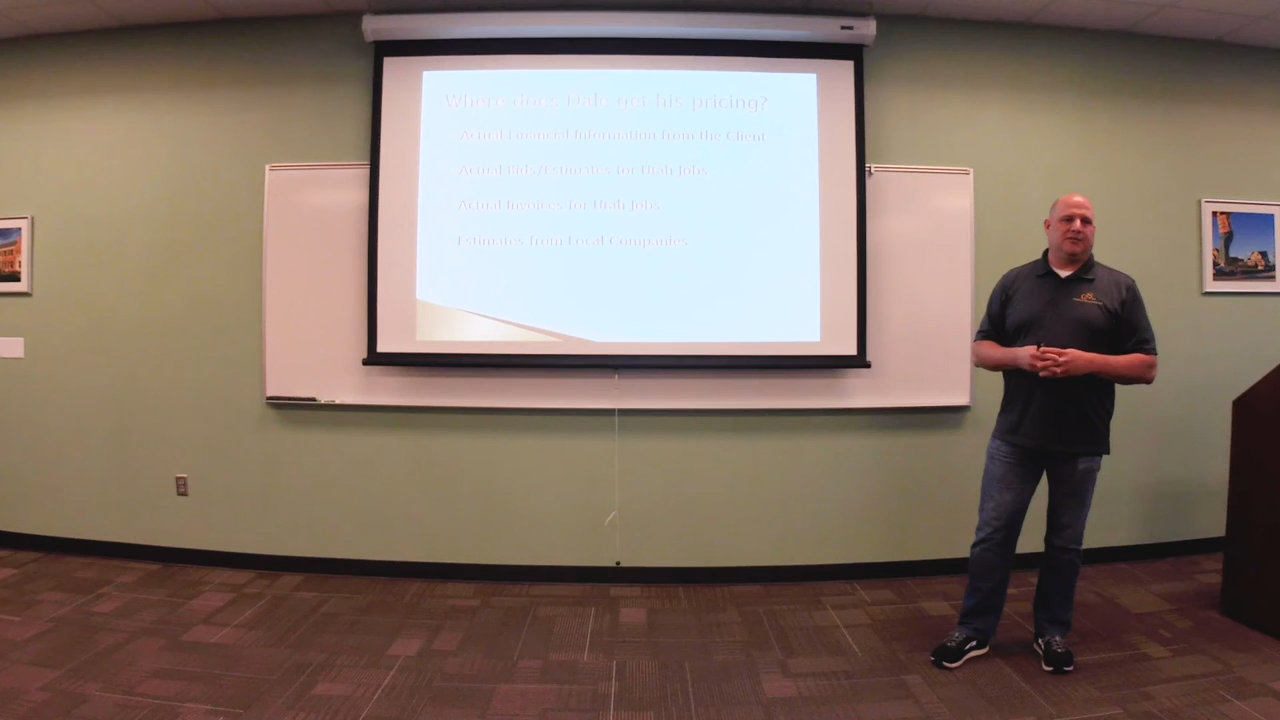 Where does Dale get his pricing?
Actual Financial Information from the Client
Actual Bids/Estimates for Utah Jobs
Actual Invoices for Utah Jobs
Estimates from Local Companies